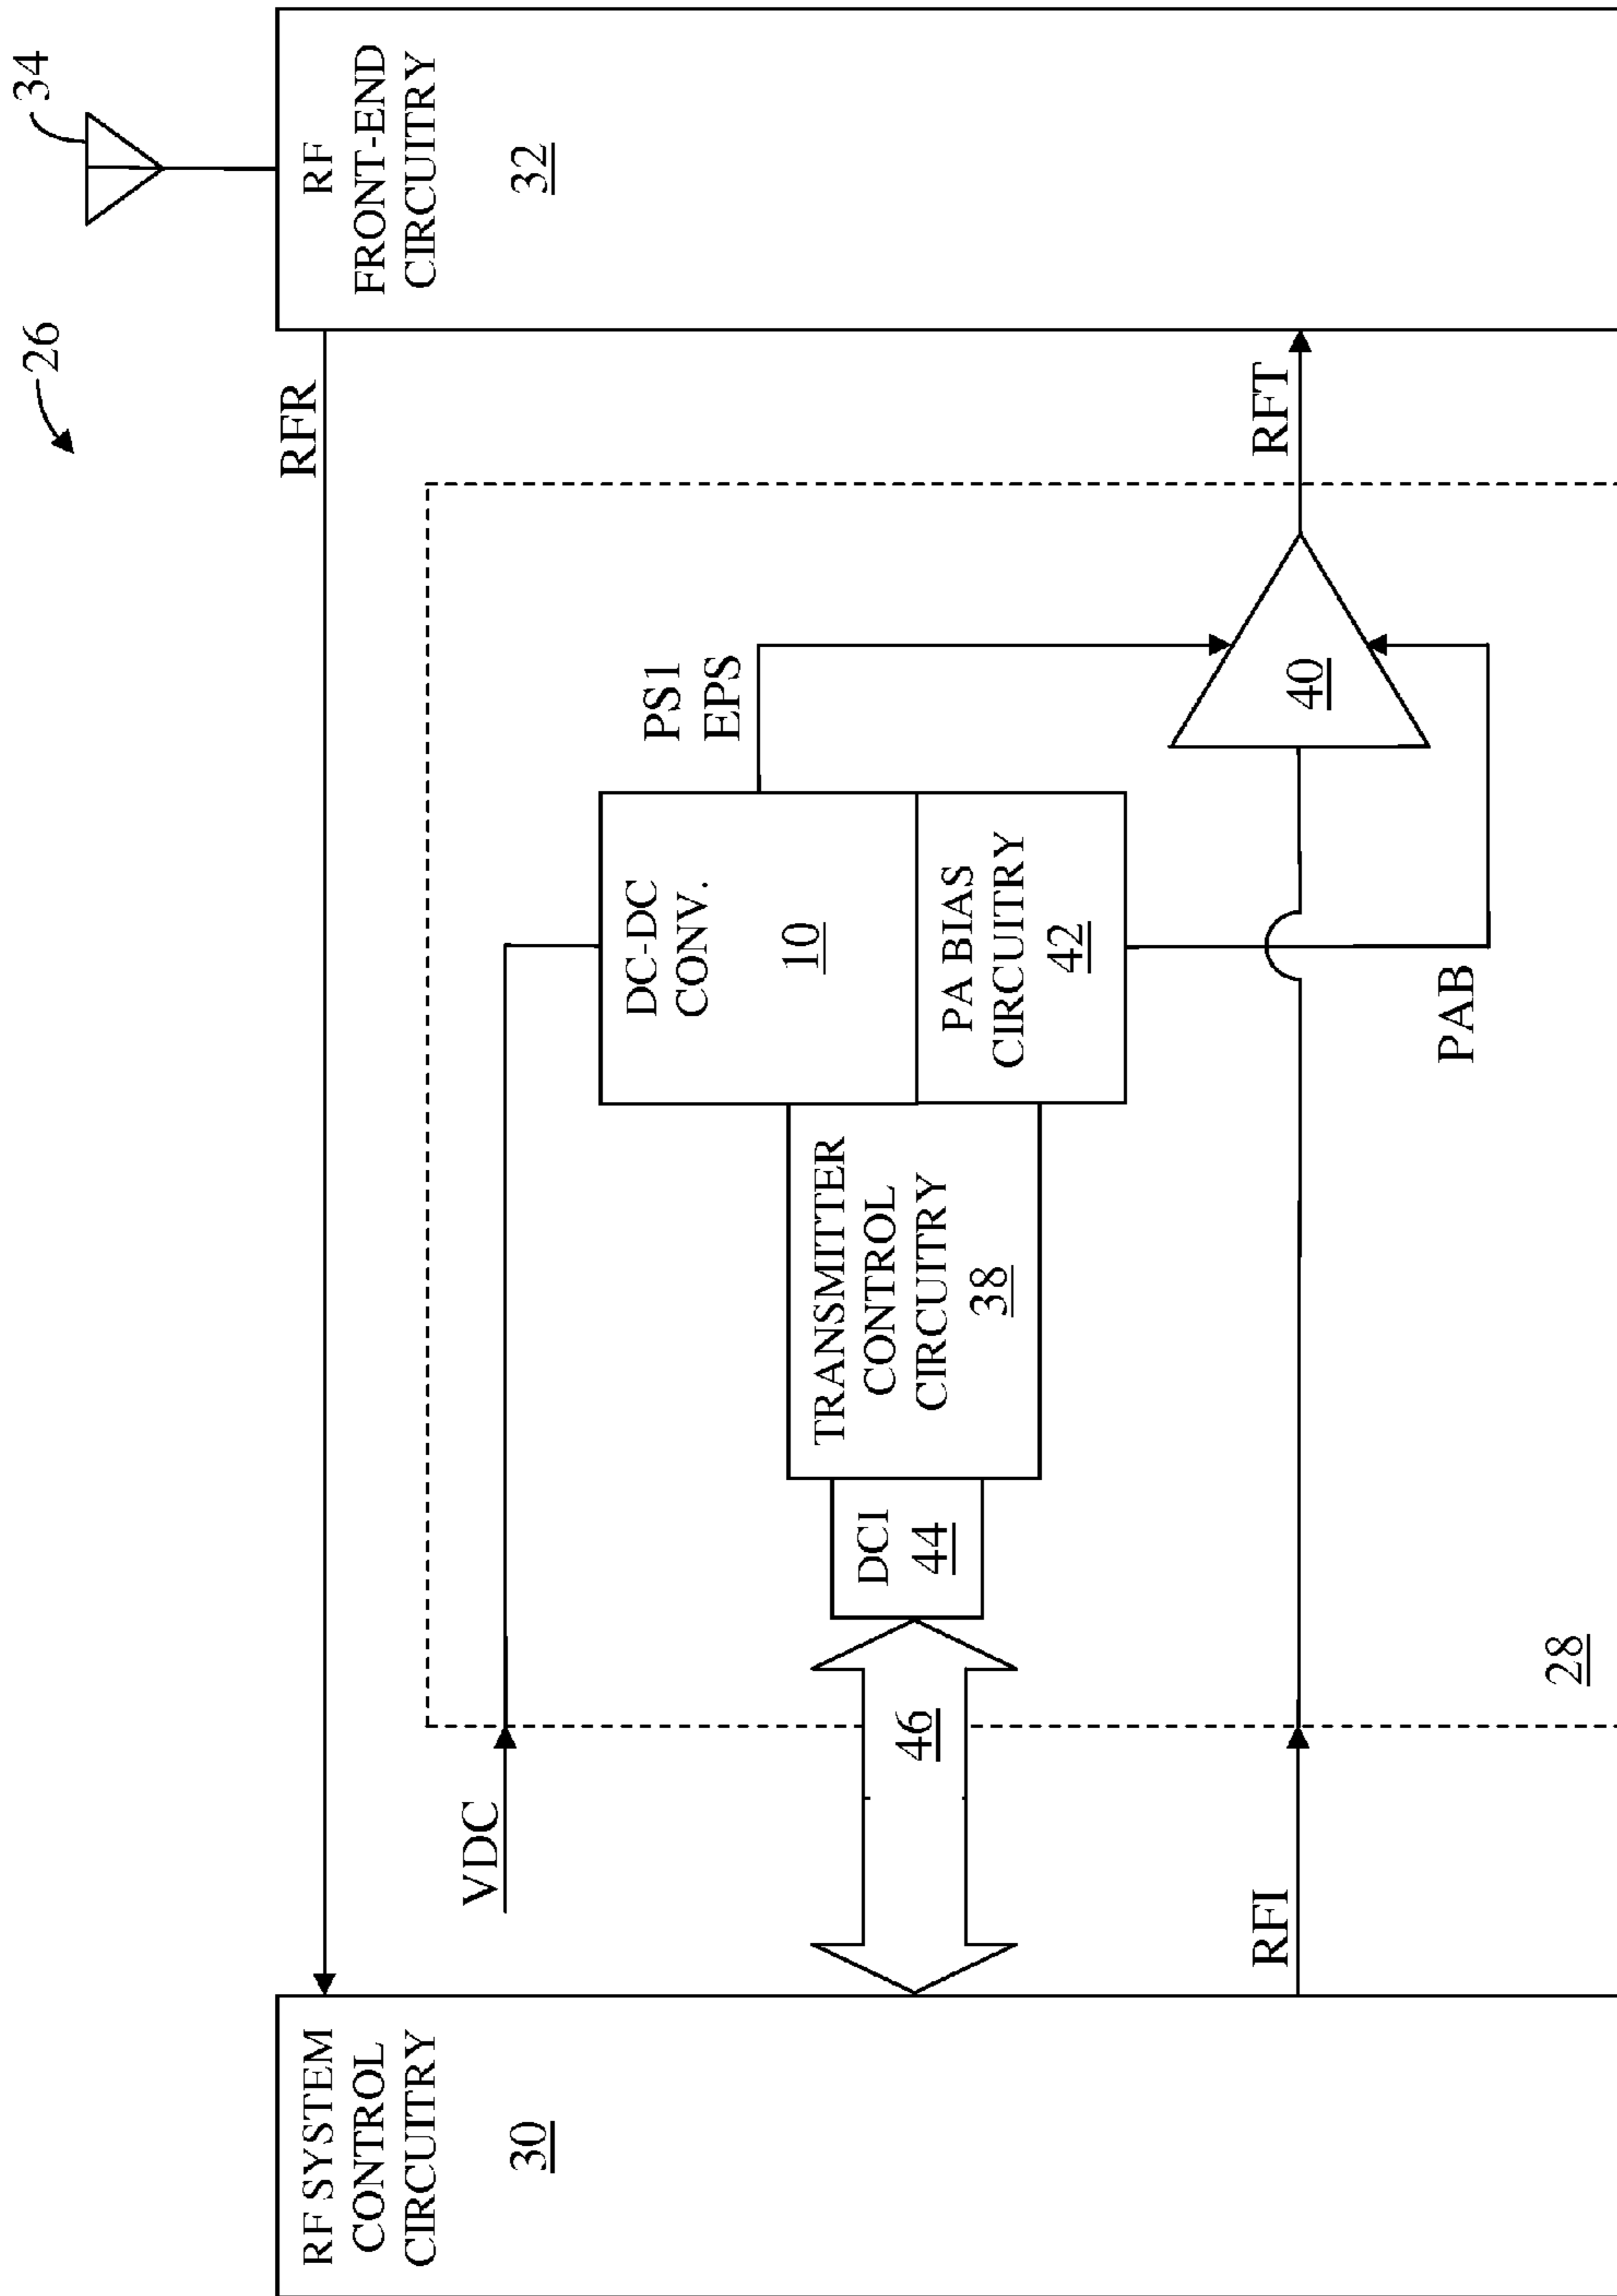 26
34
RF SYSTEM
CONTROL
CIRCUITRY
30
RFR
RF
FRONT-END
CIRCUITRY
32
VDC
DC-DC
CONV.
10
PS1
EPS
TRANSMITTER
CONTROL
CIRCUITRY
38
DCI
44
46
PA BIAS
CIRCUITRY
42
RFI
40
RFT
PAB
28